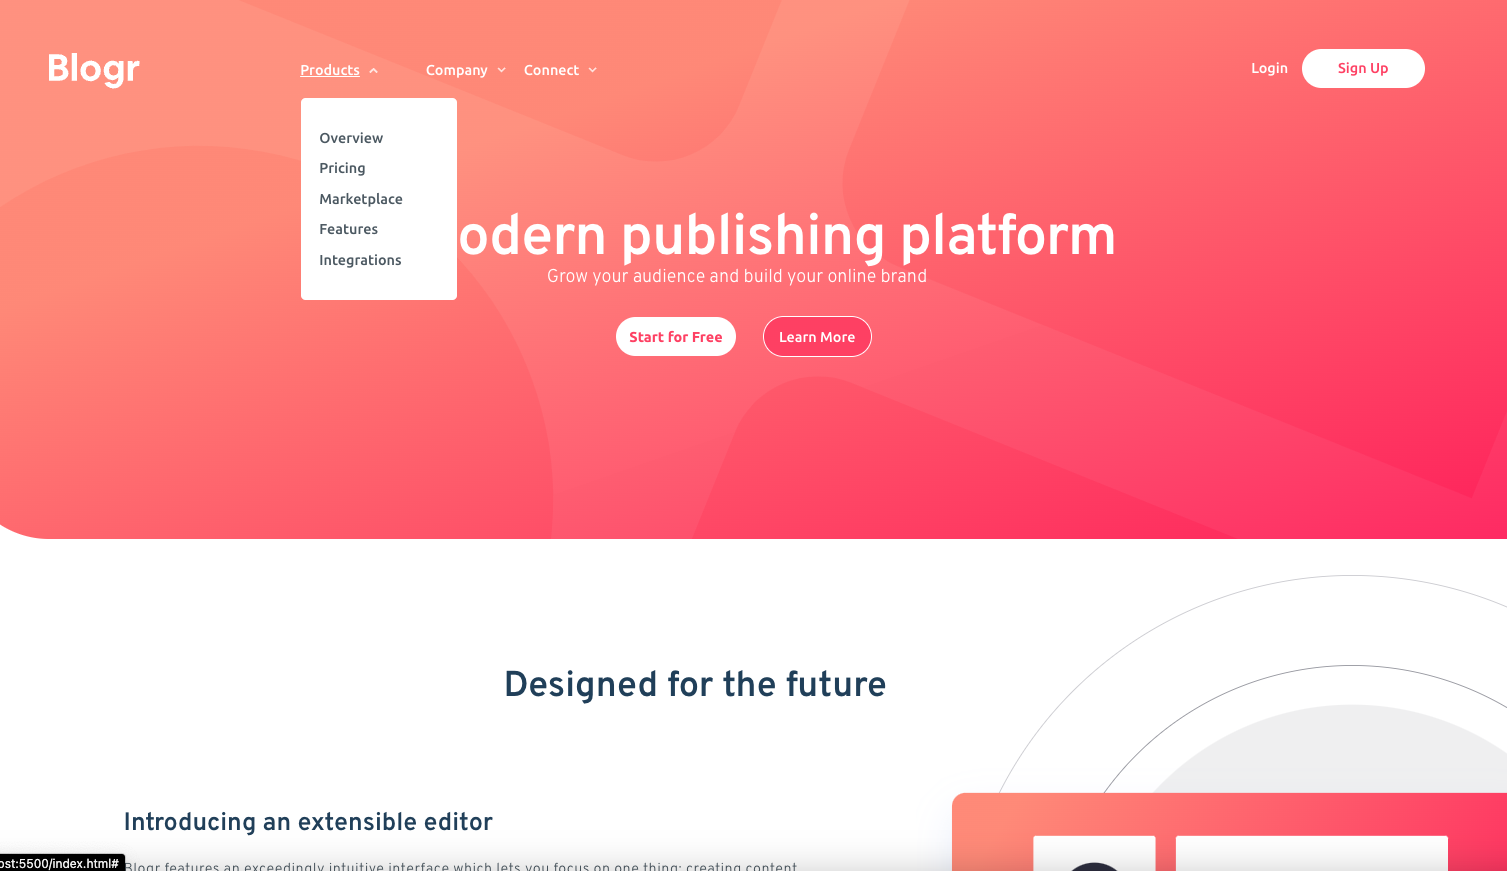 Blogr
Products
Company
Connect
Login
Sign Up
Overview
Pricing
Marketplace
Features
Integrations
odern publishing platform
Grow your audience and build your online brand
Start for Free
Learn More
Designed for the future
Introducing an extensible editor
Blogr features an exceedingly intuitive interface which lets you focus on one thing: creating content.
ost:5500/index.html#